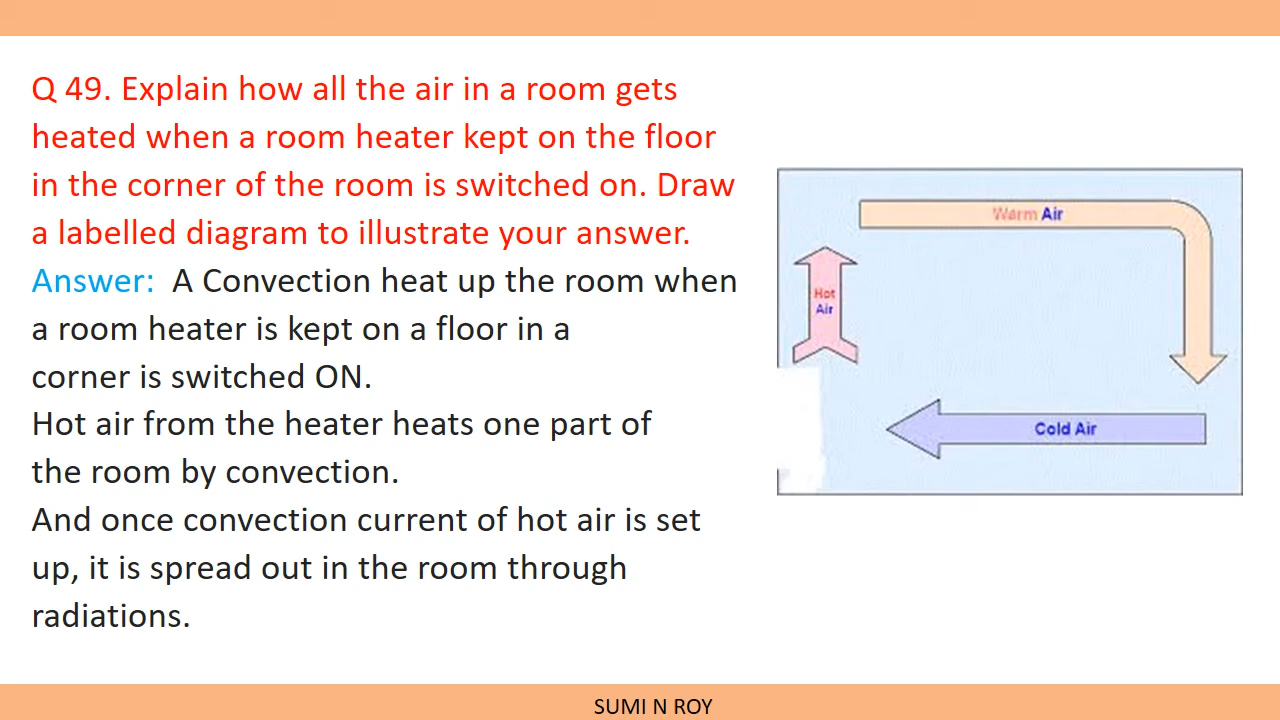 Q 49. Explain how all the air in a room gets
heated when a room heater kept on the floor
in the corner of the room is switched on. Draw
a labelled diagram to illustrate your answer.
Answer:  A Convection heat up the room when
a room heater is kept on a floor in a
corner is switched ON.
Hot air from the heater heats one part of
the room by convection.
And once convection current of hot air is set
up, it is spread out in the room through
radiations.
Warm Air
Hot
Air
Cold Air
SUMI N ROY